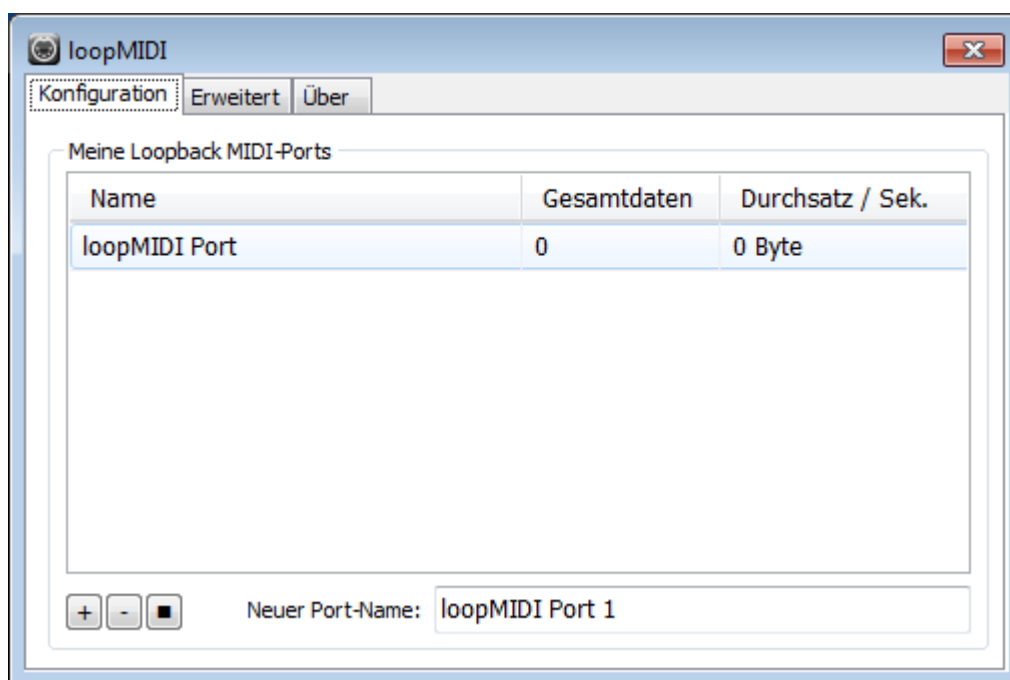 loopMIDI
Konfiguration Erweitert Über
Meine Loopback MIDI-Ports
Name Gesamtdaten Durchsatz / Sek.
loopMIDI Port 0 0 Byte
+ - Neuer Port-Name: loopMIDI Port 1